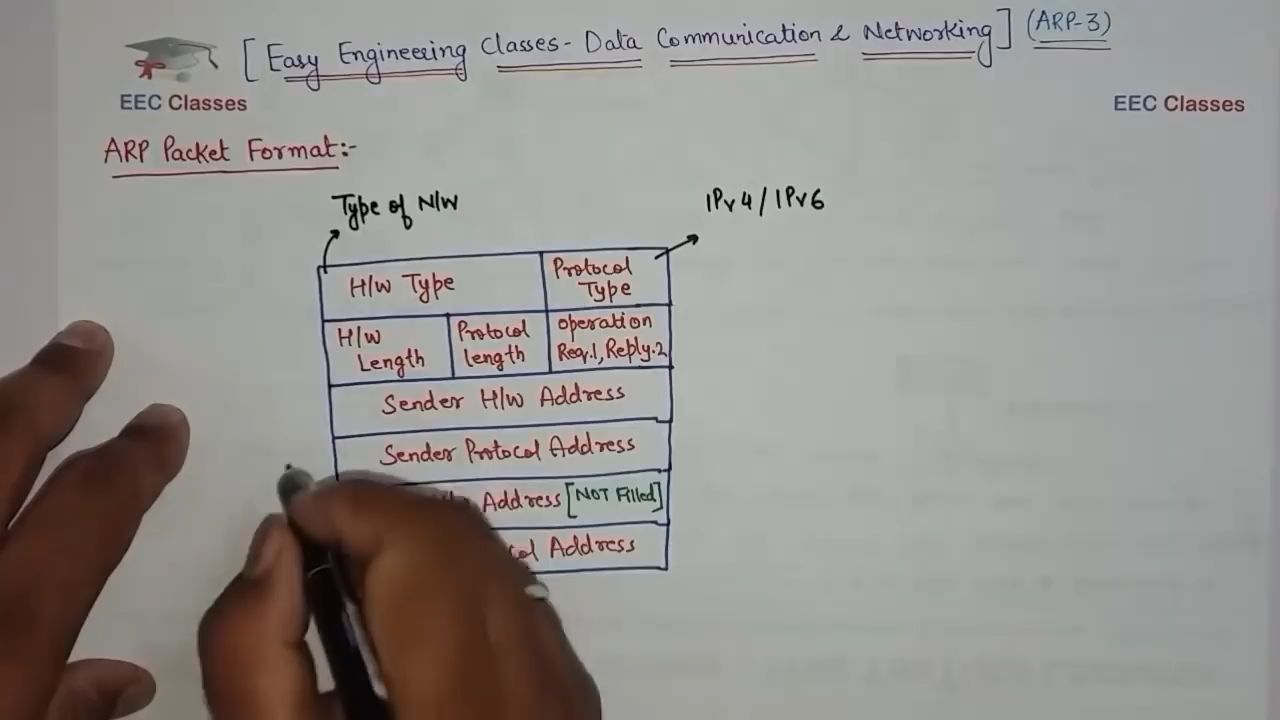 [Easy Engineering Classes- Data Communication & Networking] (ARP-3)
EEC Classes
EEC Classes
ARP Packet Format:-
Type of N/W
IPv4/IPv6
H/w Type
Protocol Type
H/w Length
Protocol length
operation
Req.1, Reply.2
Sender H/w Address
Sender Protocol Address
Address [NOT Filled]
Address